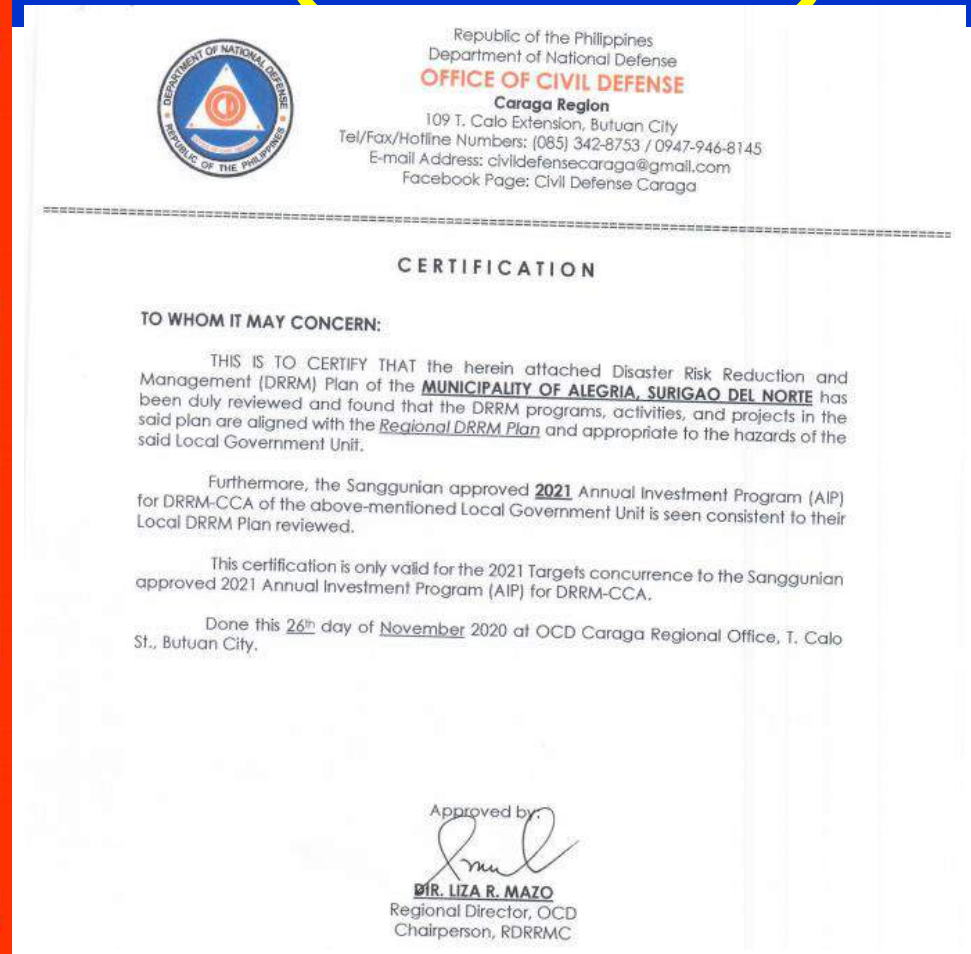 Republic of the Philippines
Department of National Defense
OFFICE OF CIVIL DEFENSE
Caraga Region
109 T. Calo Extension, Butuan City
Tel/Fax/Hotline Numbers: (085) 342-8753 / 0947-946-8145
E-mail Address: civildefensecaraga@gmail.com
Facebook Page: Civil Defense Caraga
DEPARTMENT OF NATIONAL DEFENSE
REPUBLIC OF THE PHILIPPINES
CERTIFICATION
TO WHOM IT MAY CONCERN:
THIS IS TO CERTIFY THAT the herein attached Disaster Risk Reduction and
Management (DRRM) Plan of the MUNICIPALITY OF ALEGRIA, SURIGAO DEL NORTE has
been duly reviewed and found that the DRRM programs, activities, and projects in the
said plan are aligned with the Regional DRRM Plan and appropriate to the hazards of the
said Local Government Unit.
Furthermore, the Sanggunian approved 2021 Annual Investment Program (AIP)
for DRRM-CCA of the above-mentioned Local Government Unit is seen consistent to their
Local DRRM Plan reviewed.
This certification is only valid for the 2021 Targets concurrence to the Sanggunian
approved 2021 Annual Investment Program (AIP) for DRRM-CCA.
Done this 26th day of November 2020 at OCD Caraga Regional Office, T. Calo
St., Butuan City.
Approved by:
DIR. LIZA R. MAZO
Regional Director, OCD
Chairperson, RDRRMC